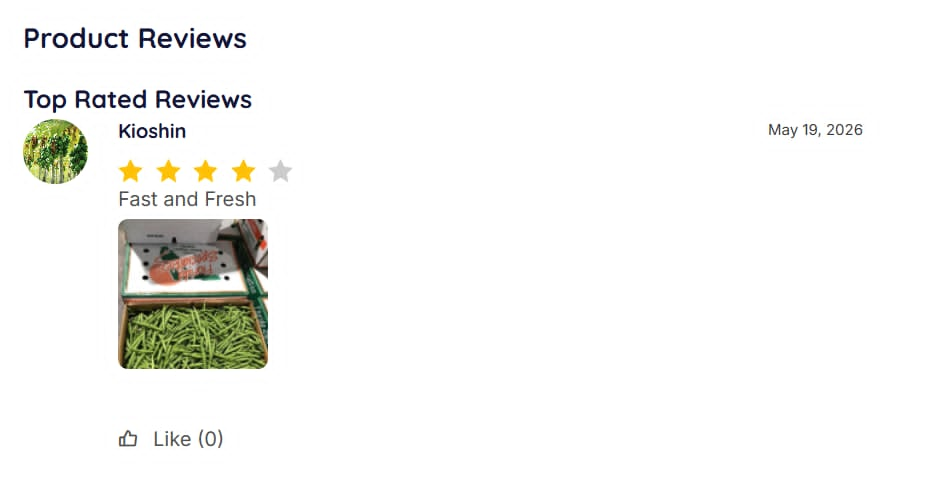 Product Reviews
Top Rated Reviews
Kioshin
May 19, 2026
Fast and Fresh
Like (0)